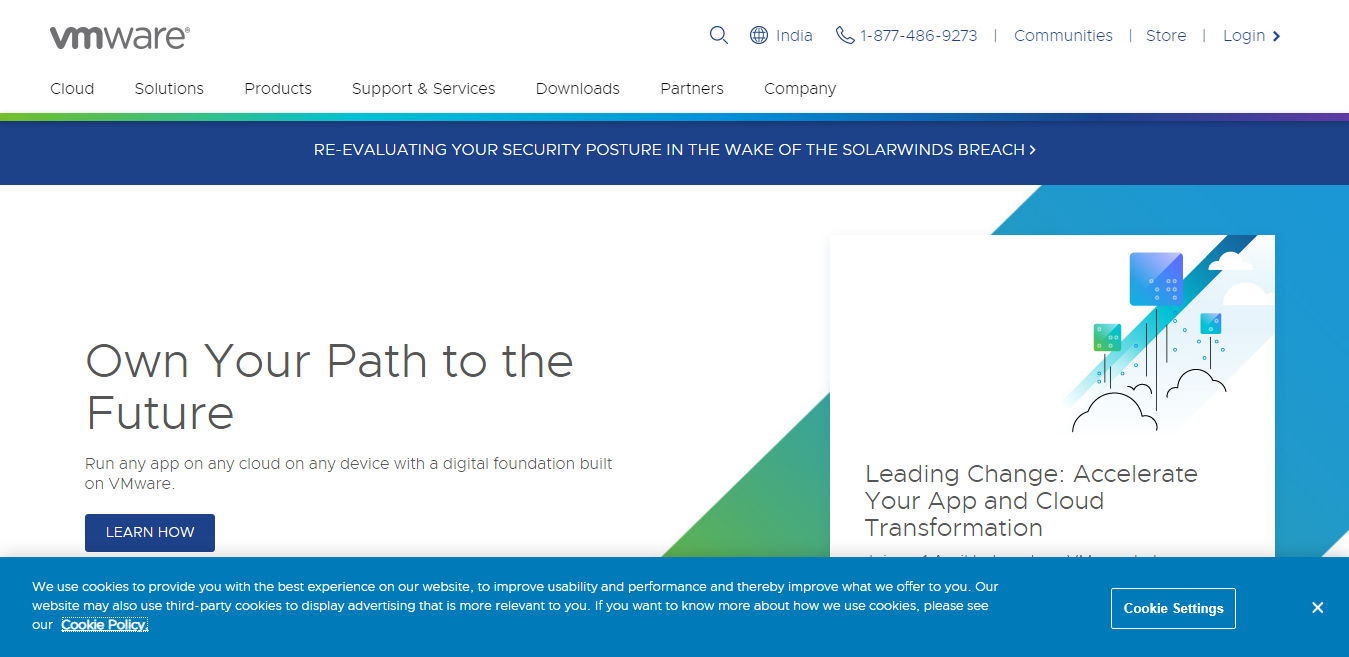 vmware®
India
1-877-486-9273 | Communities | Store | Login
Cloud Solutions Products Support & Services Downloads Partners Company
RE-EVALUATING YOUR SECURITY POSTURE IN THE WAKE OF THE SOLARWINDS BREACH
Own Your Path to the
Future
Run any app on any cloud on any device with a digital foundation built
on VMware.
LEARN HOW
Leading Change: Accelerate
Your App and Cloud
Transformation
We use cookies to provide you with the best experience on our website, to improve usability and performance and thereby improve what we offer to you. Our
website may also use third-party cookies to display advertising that is more relevant to you. If you want to know more about how we use cookies, please see
our Cookie Policy.
Cookie Settings